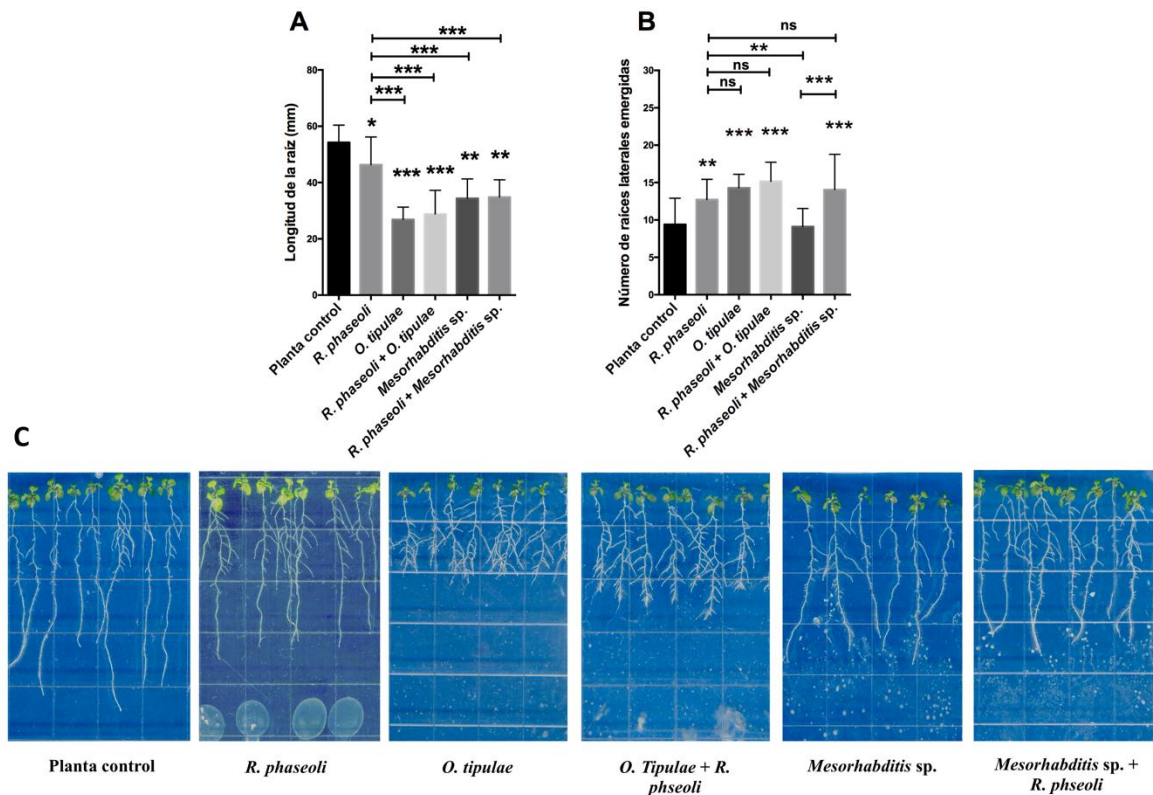 A
***
***
***
***
*
***
***
**
**
Longitud de la raíz (mm)
80
60
40
20
0
Planta control
R. phaseoli
O. tipulae
R. phaseoli + O. tipulae
Mesorhabditis sp.
R. phaseoli + Mesorhabditis sp.
B
ns
**
ns
ns
***
**
***
***
***
Número de raíces laterales emergidas
30
25
20
15
10
5
0
Planta control
R. phaseoli
O. tipulae
R. phaseoli + O. tipulae
Mesorhabditis sp.
R. phaseoli + Mesorhabditis sp.
C
Planta control
R. phaseoli
O. tipulae
O. Tipulae + R.
phseoli
Mesorhabditis sp.
Mesorhabditis sp. +
R. phseoli